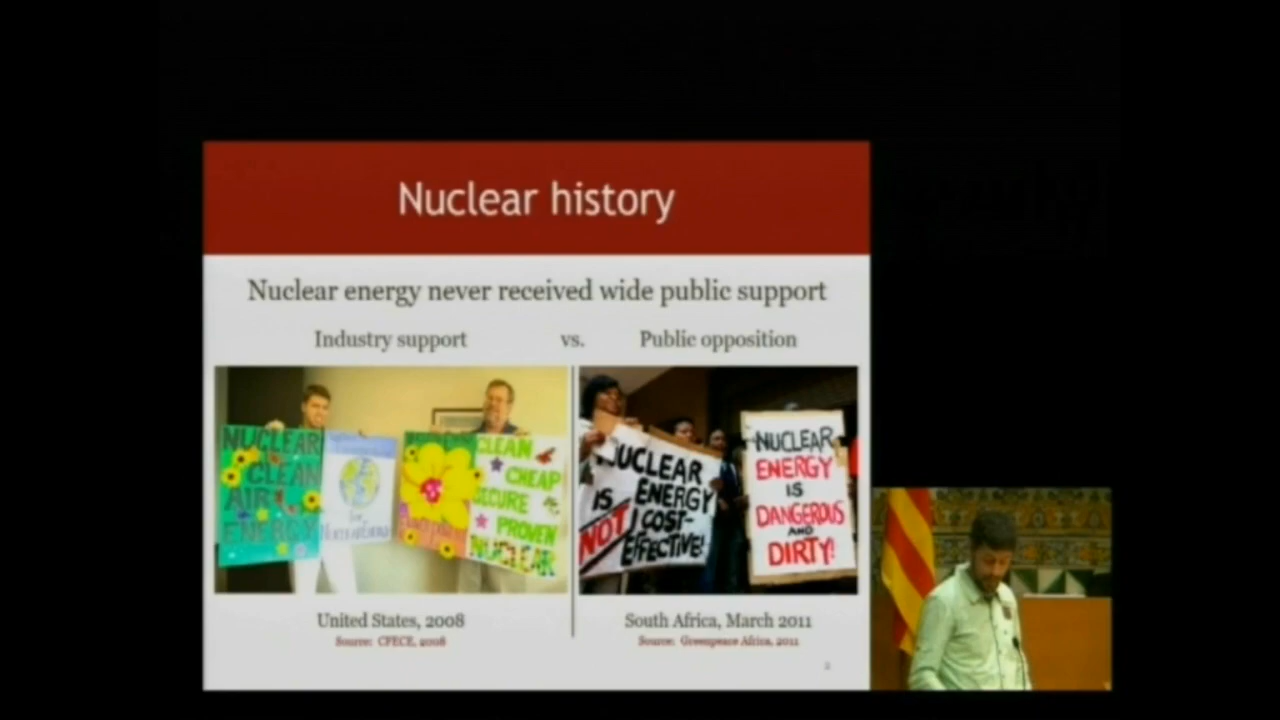 Nuclear history
Nuclear energy never received wide public support
Industry support vs. Public opposition
NUCLEAR
CLEAN
AIR
ENERGY
CLEAN
CHEAP
SECURE
PROVEN
NUCLEAR
NUCLEAR
ENERGY
IS
NOT
COST-
EFFECTIVE!
NUCLEAR
ENERGY
IS
DANGEROUS
AND
DIRTY!
United States, 2008
Source: CFECE, 2008
South Africa, March 2011
Source: Greenpeace Africa, 2011
2